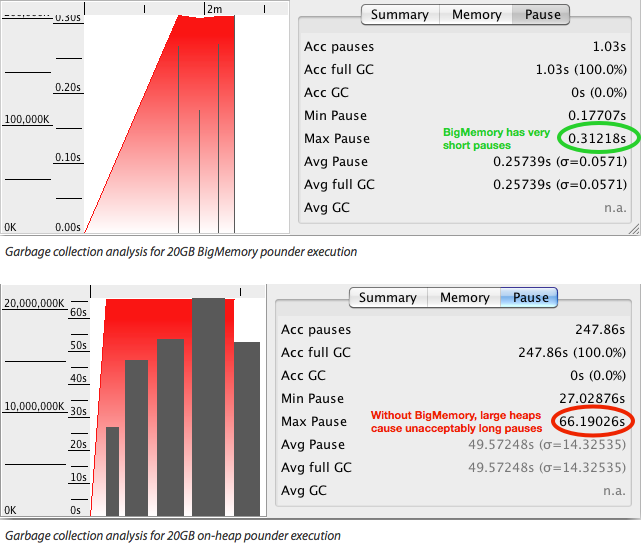 0.30s
2m
0.20s
100,000K
0.10s
0K
0.00s
Summary
Memory
Pause
Acc pauses
1.03s
Acc full GC
1.03s (100.0%)
Acc GC
0s (0.0%)
Min Pause
0.17707s
Max Pause
BigMemory has very
short pauses
0.31218s
Avg Pause
0.25739s (σ=0.0571)
Avg full GC
0.25739s (σ=0.0571)
Avg GC
n.a.
Garbage collection analysis for 20GB BigMemory pounder execution
20,000,000K
60s
50s
40s
10,000,000K
30s
20s
10s
0K
0s
Summary
Memory
Pause
Acc pauses
247.86s
Acc full GC
247.86s (100.0%)
Acc GC
0s (0.0%)
Min Pause
27.02876s
Max Pause
Without BigMemory, large heaps
cause unacceptably long pauses
66.19026s
Avg Pause
49.57248s (σ=14.32535)
Avg full GC
49.57248s (σ=14.32535)
Avg GC
n.a.
Garbage collection analysis for 20GB on-heap pounder execution